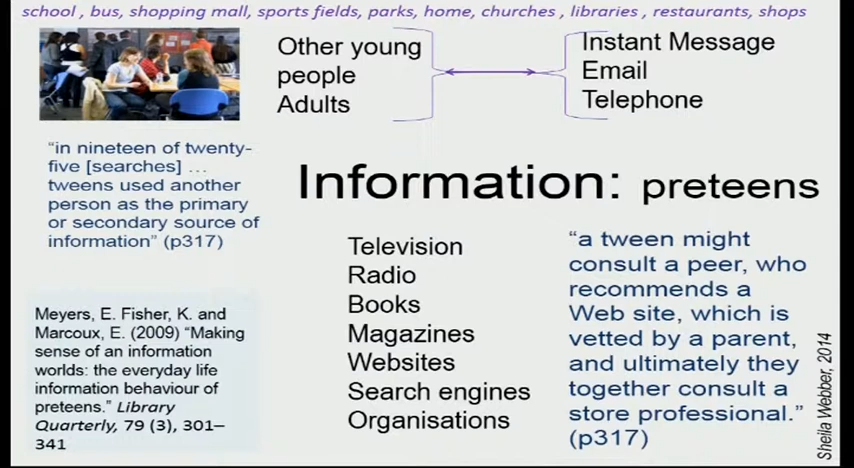 school , bus, shopping mall, sports fields, parks, home, churches , libraries , restaurants, shops
Other young
people
Adults
Instant Message
Email
Telephone
“in nineteen of twenty-
five [searches] …
tweens used another
person as the primary
or secondary source of
information” (p317)
Information: preteens
Television
Radio
Books
Magazines
Websites
Search engines
Organisations
“a tween might
consult a peer, who
recommends a
Web site, which is
vetted by a parent,
and ultimately they
together consult a
store professional.”
(p317)
Meyers, E. Fisher, K. and
Marcoux, E. (2009) “Making
sense of an information
worlds: the everyday life
information behaviour of
preteens.” Library
Quarterly, 79 (3), 301–
341
Sheila Webber, 2014